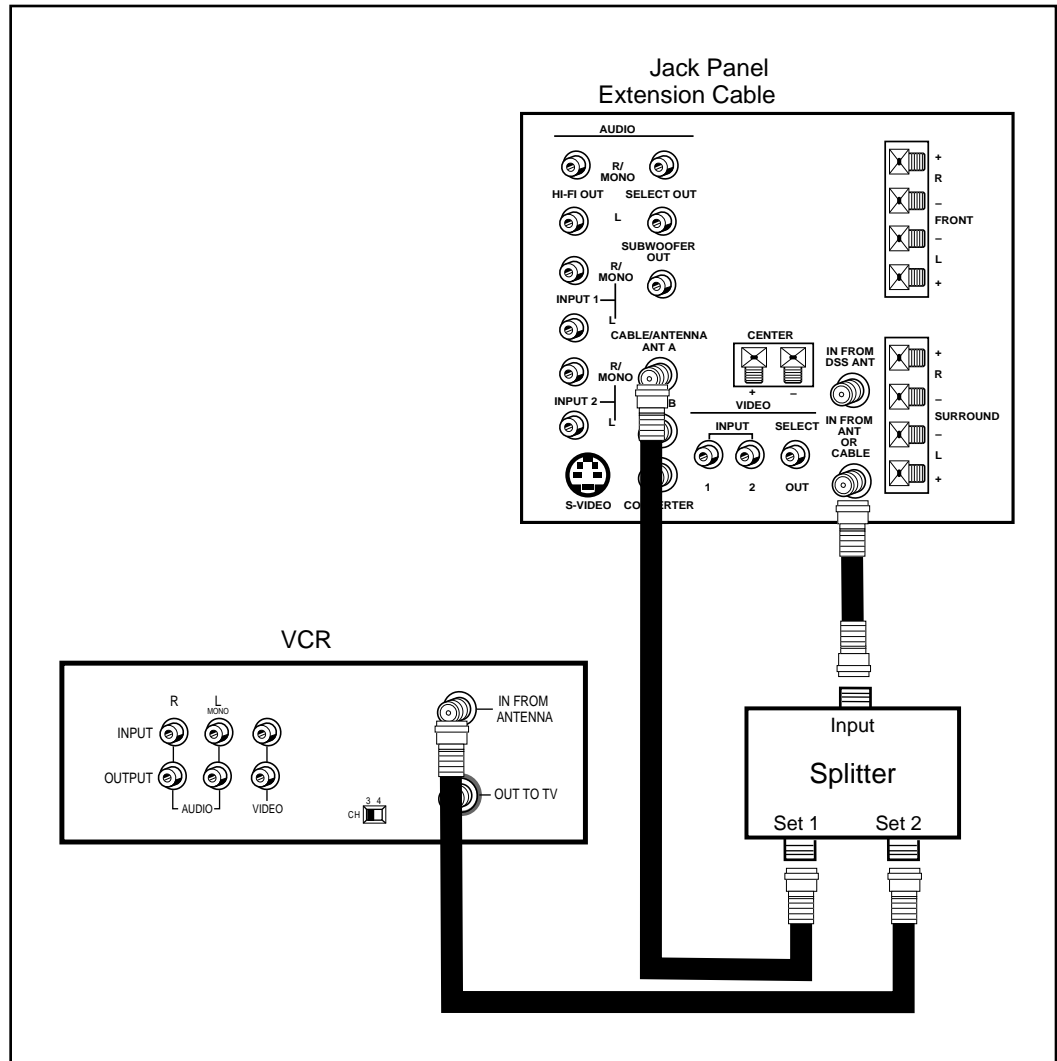 Jack Panel
Extension Cable
AUDIO
R/
MONO
HI-FI OUT
SELECT OUT
L
SUBWOOFER
OUT
R/
MONO
INPUT 1
L
CABLE/ANTENNA
ANT A
R/
MONO
INPUT 2
L
B
S-VIDEO
CENTER
+ –
VIDEO
INPUT
SELECT
1 2 OUT
IN FROM
DSS ANT
IN FROM
ANT
OR
CABLE
+
R
–
FRONT
–
L
+
+
R
–
SURROUND
–
L
+
VCR
R L
MONO
INPUT
OUTPUT
AUDIO
VIDEO
3 4
CH
IN FROM
ANTENNA
OUT TO TV
Input
Splitter
Set 1 Set 2